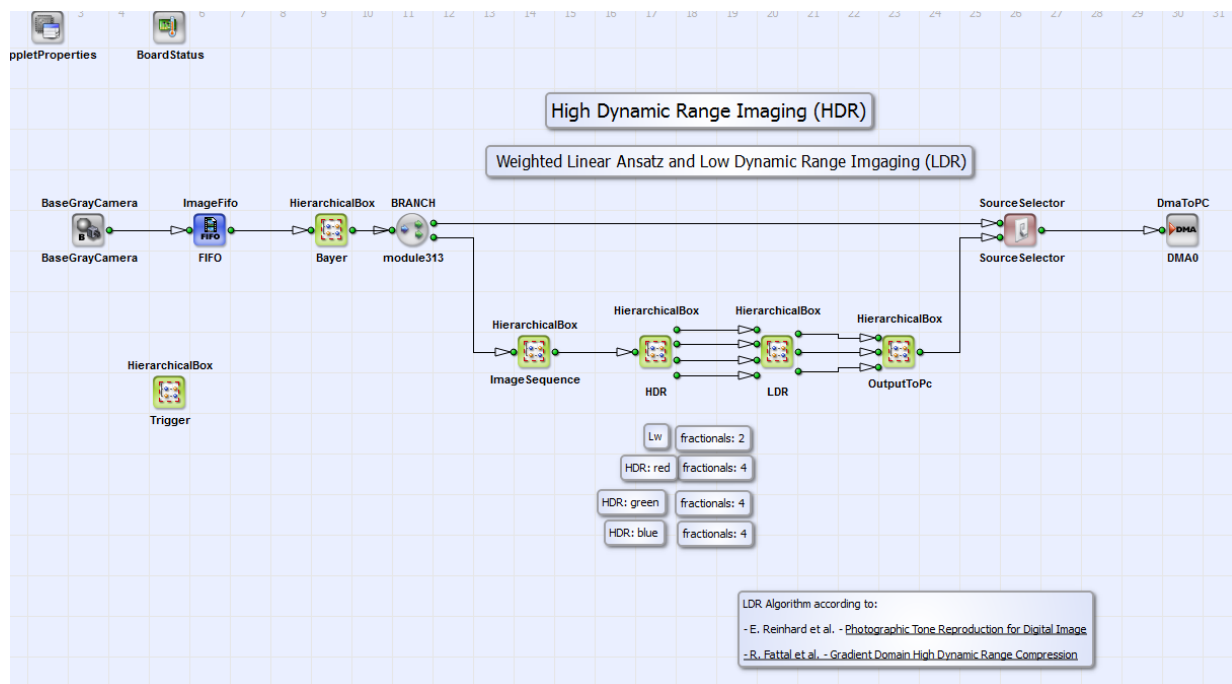 3 4 6 7 8 9 10 11 12 13 14 15 16 17 18 19 20 21 22 23 24 25 26 27 28 29 30 31
ppletProperties BoardStatus
High Dynamic Range Imaging (HDR)
Weighted Linear Ansatz and Low Dynamic Range Imgaging (LDR)
BaseGrayCamera ImageFifo HierarchicalBox BRANCH SourceSelector DmaToPC
B FIFO DMA
BaseGrayCamera FIFO Bayer module313 SourceSelector DMA0
HierarchicalBox HierarchicalBox HierarchicalBox HierarchicalBox
ImageSequence HDR LDR OutputToPc
HierarchicalBox
Trigger
Lw fractionals: 2
HDR: red fractionals: 4
HDR: green fractionals: 4
HDR: blue fractionals: 4
LDR Algorithm according to:
- E. Reinhard et al. - Photographic Tone Reproduction for Digital Image
- R. Fattal et al. - Gradient Domain High Dynamic Range Compression